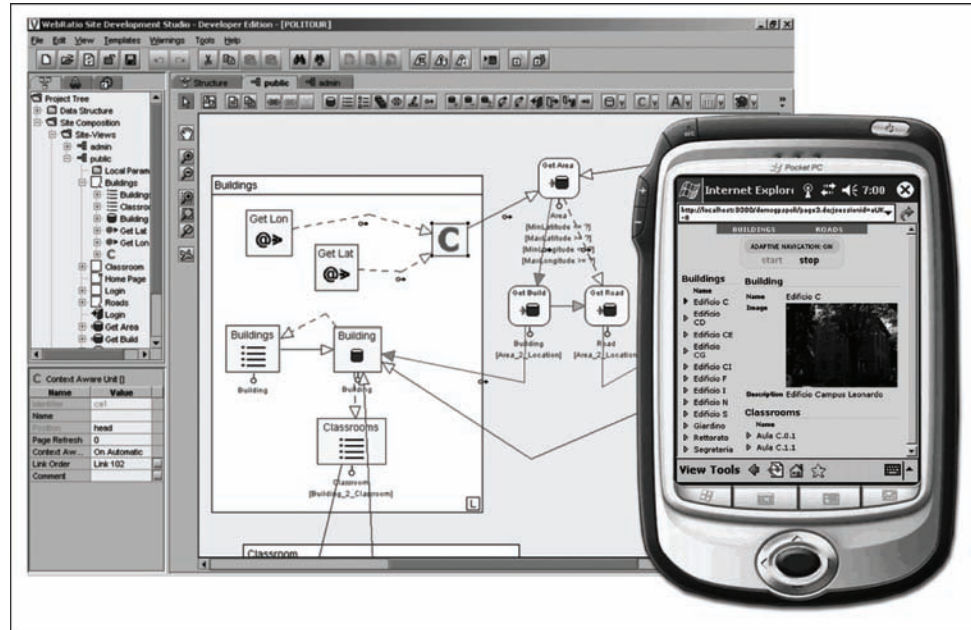 WebRatio Site Development Studio - Developer Edition - [POLITOUR]
File Edit View Templates Warnings Tools Help
Structure public admin
Project Tree
Data Structure
Site Composition
Site-Views
admin
public
Local Param
Buildings
Buildings
Classroo
Building
Get Lat
Get Lon
C
Classroom
Home Page
Login
Roads
Login
Get Area
Get Build
C Context Aware Unit []
Name Value
Identifier
Name
Position head
Page Refresh 0
Context Aw... On Automatic
Link Order Link 102
Comment
Buildings
Get Lon
Get Lat
C
Buildings
Building
Building
Building
Classrooms
Classroom
[Building_2_Classroom]
L
Classroom
Get Area
Area
[MinLatitude >= ?]
Get Build
Get Road
Building
[Area_2_Location]
Road
[Area_2_Location]
Pocket PC
Internet Explori 7:00
BUILDINGS ROADS
ADAPTIVE NAVIGATION: ON
start stop
Buildings
Name
Edificio C
Edificio CD
Edificio CE
Edificio CG
Edificio CI
Edificio F
Edificio I
Edificio N
Edificio S
Giardino
Rettorato
Segreteria
Building
Name Edificio C
Image
Description Edificio Campus Leonardo
Classrooms
Name
Aula C.0.1
Aula C.1.1
View Tools